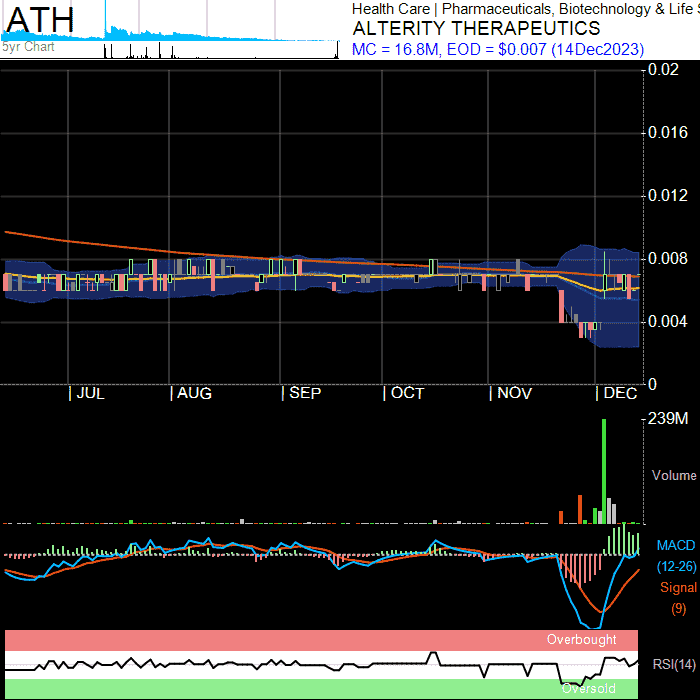 ATH
5yr Chart
Health Care | Pharmaceuticals, Biotechnology & Life S
ALTERITY THERAPEUTICS
MC = 16.8M, EOD = $0.007 (14Dec2023)
0.02
0.016
0.012
0.008
0.004
0
JUL AUG SEP OCT NOV DEC
239M
Volume
MACD
(12-26)
Signal
(9)
Overbought
RSI(14)
Oversold